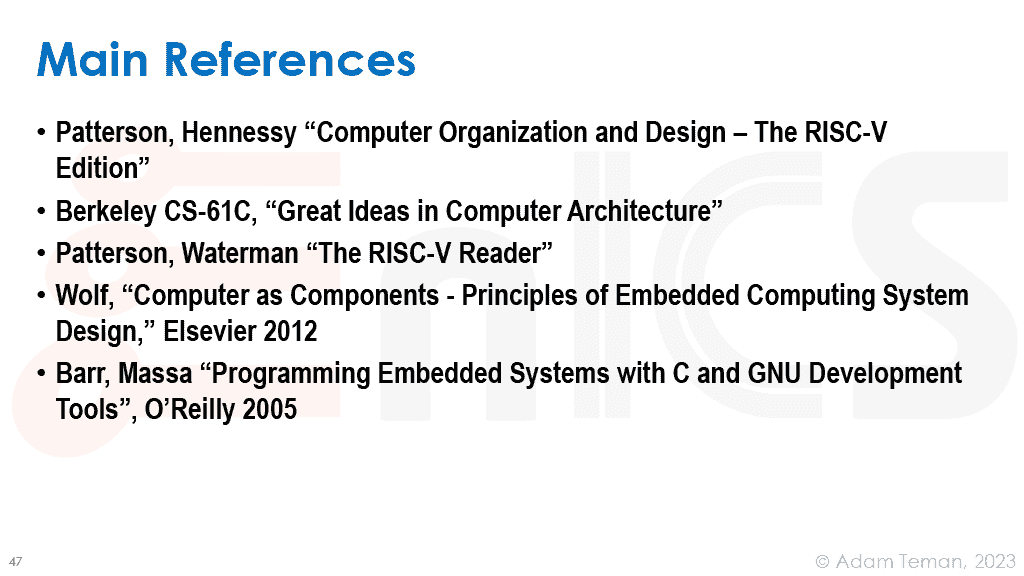 Main References
• Patterson, Hennessy “Computer Organization and Design – The RISC-V
Edition”
• Berkeley CS-61C, “Great Ideas in Computer Architecture”
• Patterson, Waterman “The RISC-V Reader”
• Wolf, “Computer as Components - Principles of Embedded Computing System
Design,” Elsevier 2012
• Barr, Massa “Programming Embedded Systems with C and GNU Development
Tools”, O’Reilly 2005
EnICS
47
© Adam Teman, 2023